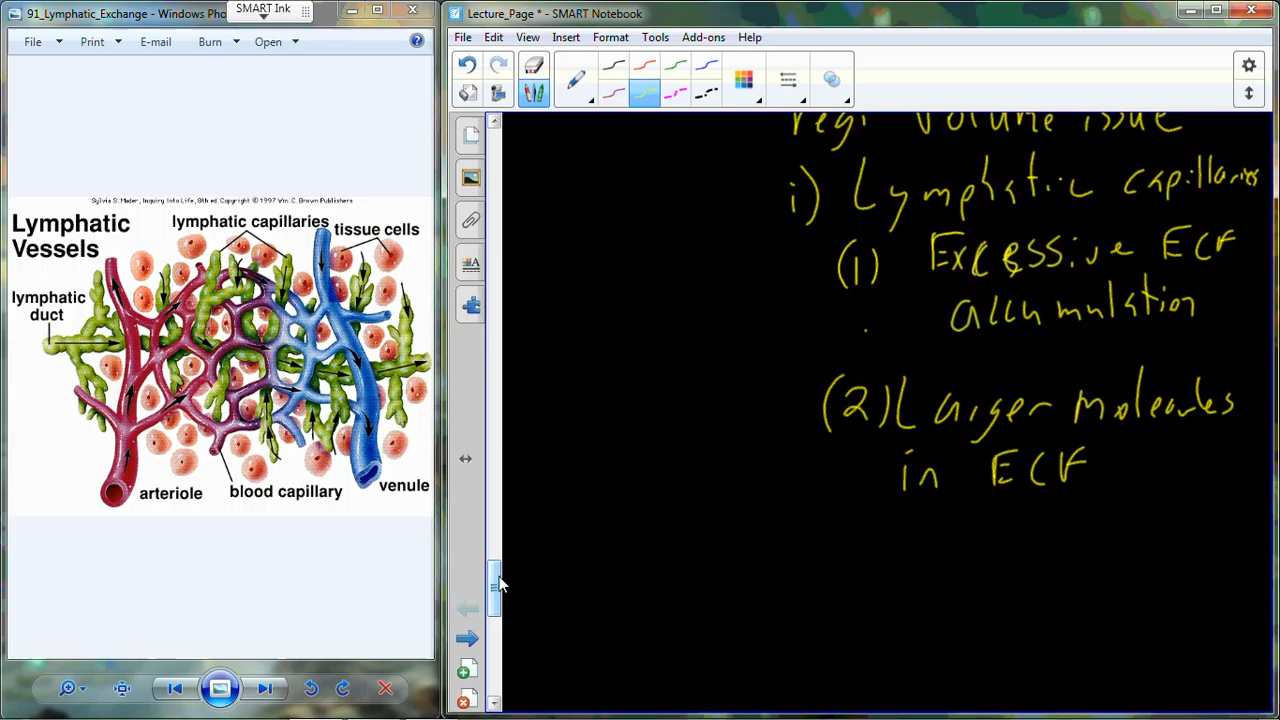 91_Lymphatic_Exchange - Windows Pho
SMART Ink
File Print E-mail Burn Open
Sylvia S. Mader, Inquiry Into Life, 8th ed. Copyright © 1997 Wm. C. Brown Publishers
Lymphatic
Vessels
lymphatic capillaries
tissue cells
lymphatic
duct
arteriole
blood capillary
venule
Lecture_Page * - SMART Notebook
File Edit View Insert Format Tools Add-ons Help
volume issue
i) Lymphatic capillaries
(1) Excessive ECF
accumulation
(2) Larger molecules
in ECF